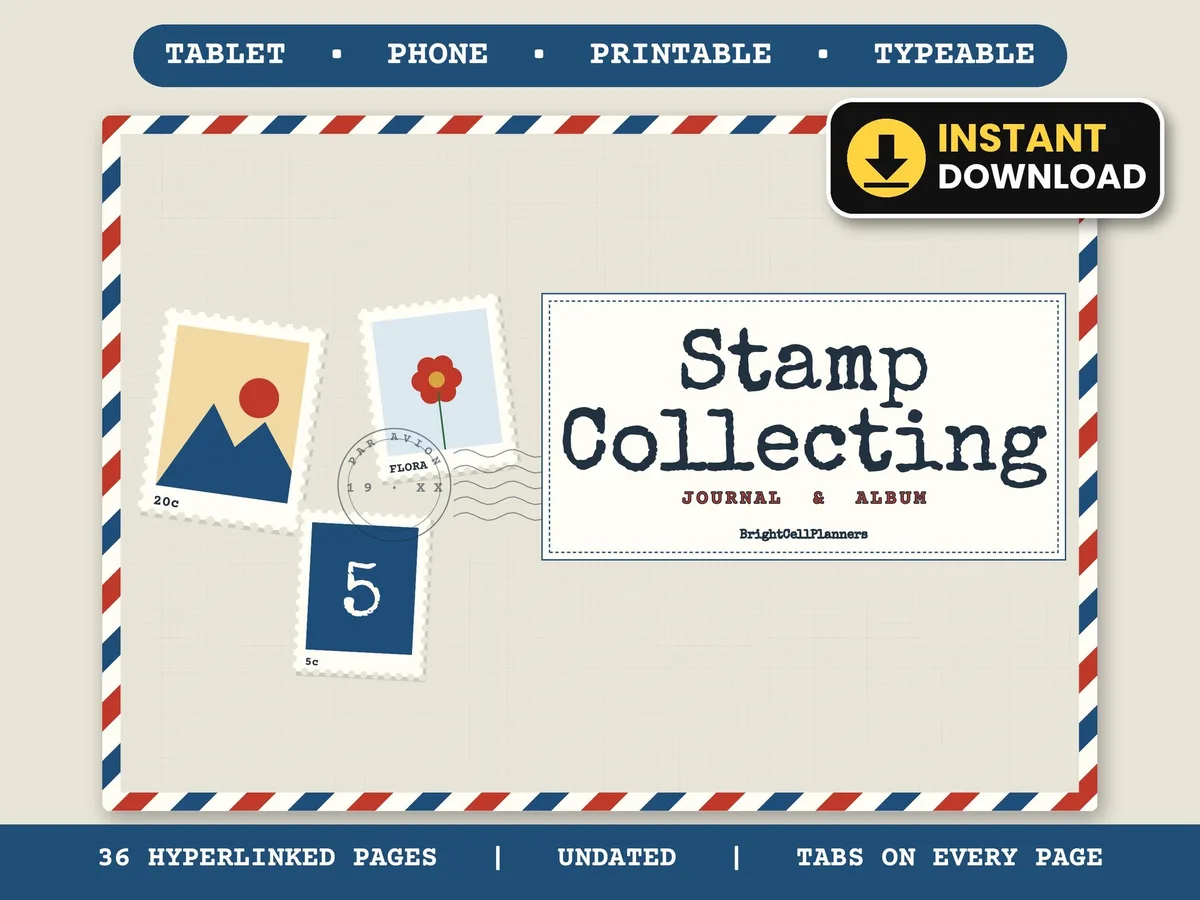 TABLET • PHONE • PRINTABLE • TYPEABLE
INSTANT
DOWNLOAD
Stamp
Collecting
JOURNAL & ALBUM
BrightCellPlanners
20c
FLORA
PAR AVION
19 · XX
5
5c
36 HYPERLINKED PAGES | UNDATED | TABS ON EVERY PAGE